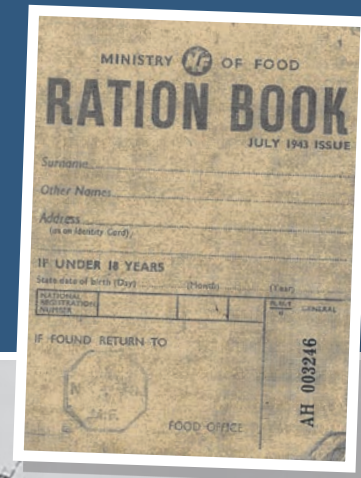 MINISTRY MF OF FOOD
RATION BOOK
JULY 1943 ISSUE
Surname
Other Names
Address
(as on Identity Card)
IF UNDER 18 YEARS
State date of birth (Day) (Month) (Year)
NATIONAL
REGISTRATION
NUMBER
GENERAL
IF FOUND RETURN TO
AH 003246
M.F.
FOOD OFFICE